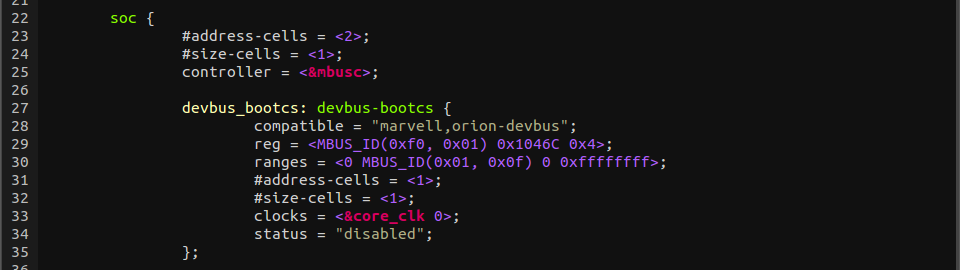 21
22 soc {
23 #address-cells = <2>;
24 #size-cells = <1>;
25 controller = <&mbusc>;
26
27 devbus_bootcs: devbus-bootcs {
28 compatible = "marvell,orion-devbus";
29 reg = <MBUS_ID(0xf0, 0x01) 0x1046C 0x4>;
30 ranges = <0 MBUS_ID(0x01, 0x0f) 0 0xffffffff>;
31 #address-cells = <1>;
32 #size-cells = <1>;
33 clocks = <&core_clk 0>;
34 status = "disabled";
35 };
36